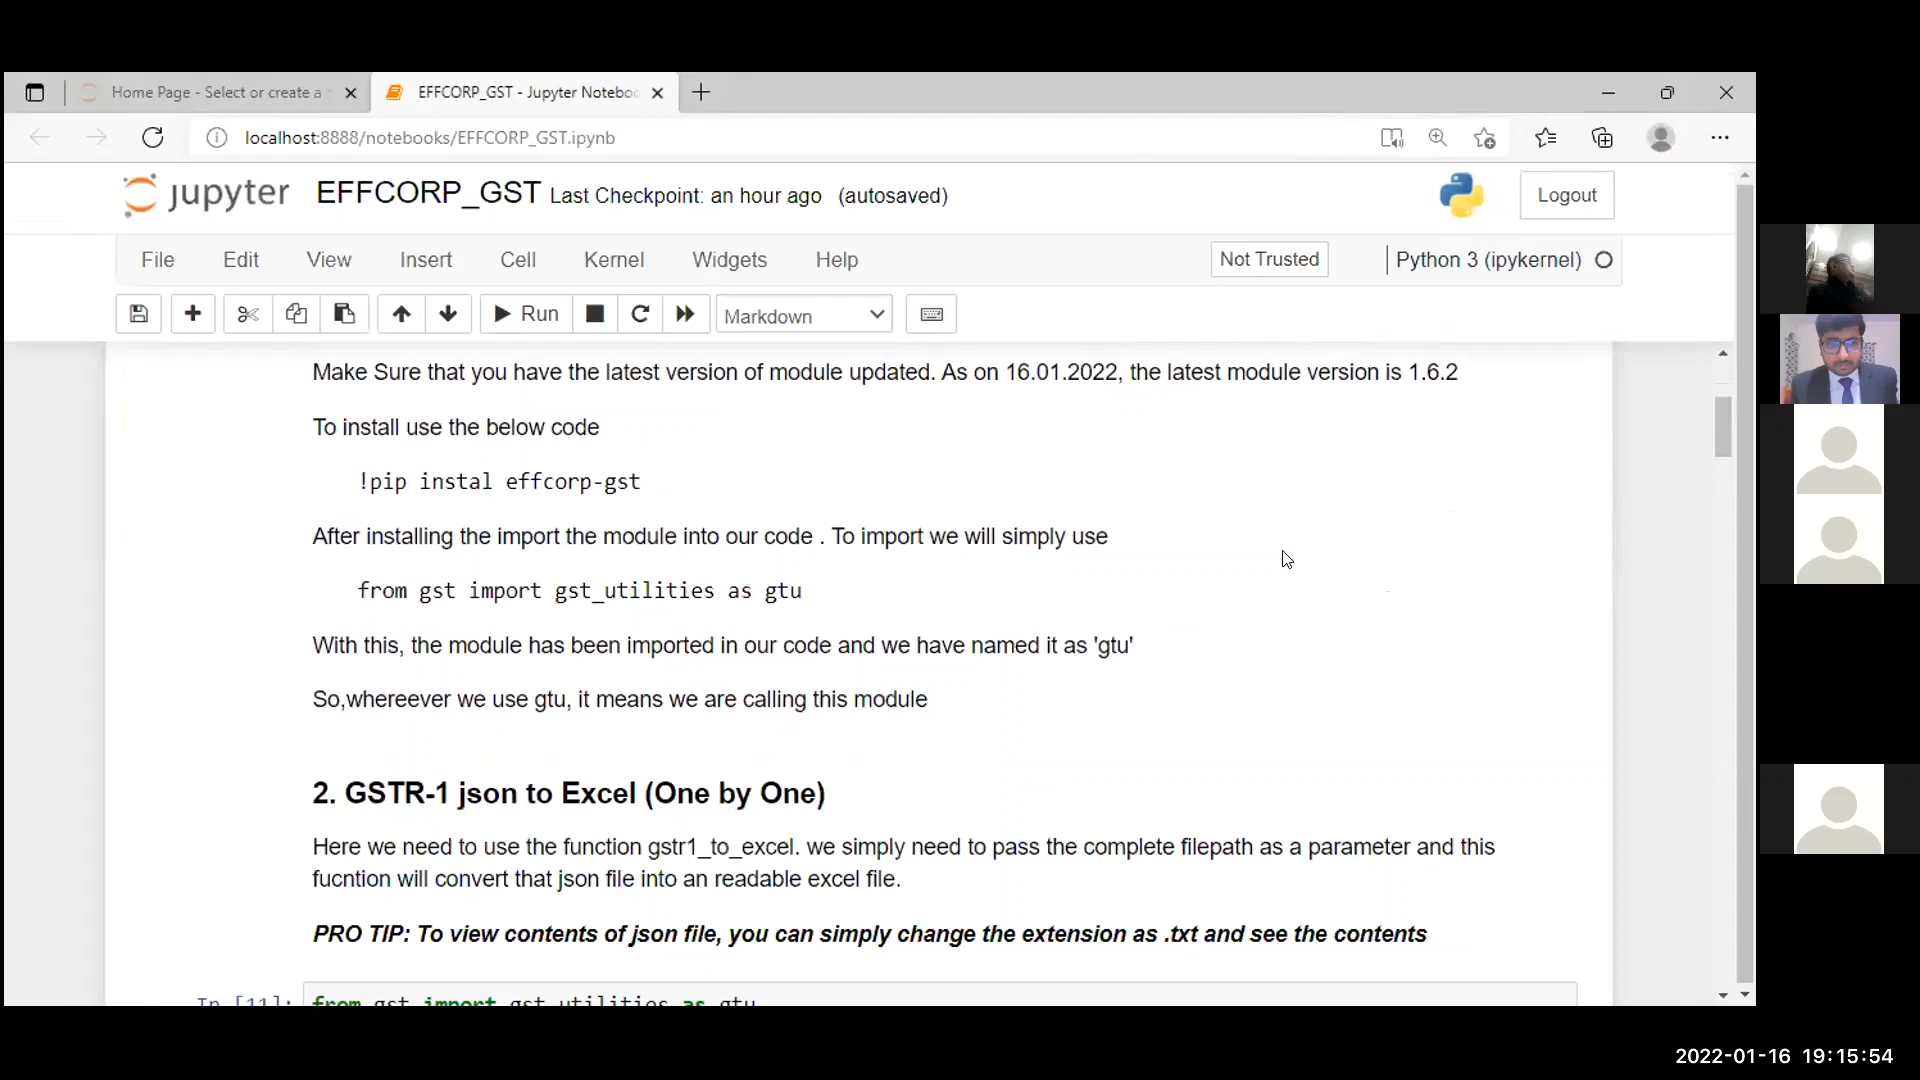 Home Page - Select or create a
EFFCORP_GST - Jupyter Noteboo
localhost:8888/notebooks/EFFCORP_GST.ipynb
jupyter EFFCORP_GST Last Checkpoint: an hour ago (autosaved)
Logout
File Edit View Insert Cell Kernel Widgets Help Not Trusted Python 3 (ipykernel)
Run Markdown
Make Sure that you have the latest version of module updated. As on 16.01.2022, the latest module version is 1.6.2
To install use the below code
!pip instal effcorp-gst
After installing the import the module into our code . To import we will simply use
from gst import gst_utilities as gtu
With this, the module has been imported in our code and we have named it as 'gtu'
So,whereever we use gtu, it means we are calling this module
2. GSTR-1 json to Excel (One by One)
Here we need to use the function gstr1_to_excel. we simply need to pass the complete filepath as a parameter and this
fucntion will convert that json file into an readable excel file.
PRO TIP: To view contents of json file, you can simply change the extension as .txt and see the contents
In [11]: from gst import gst_utilities as gtu
2022-01-16 19:15:54